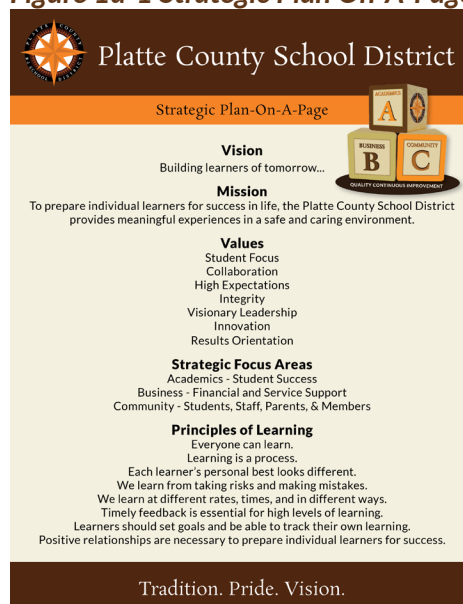 Figure 1a-1 Strategic Plan-On-A-Page
Platte County School District
Strategic Plan-On-A-Page
ACADEMICS
A
BUSINESS
B
COMMUNITY
C
QUALITY CONTINUOUS IMPROVEMENT
Vision
Building learners of tomorrow...
Mission
To prepare individual learners for success in life, the Platte County School District
provides meaningful experiences in a safe and caring environment.
Values
Student Focus
Collaboration
High Expectations
Integrity
Visionary Leadership
Innovation
Results Orientation
Strategic Focus Areas
Academics - Student Success
Business - Financial and Service Support
Community - Students, Staff, Parents, & Members
Principles of Learning
Everyone can learn.
Learning is a process.
Each learner's personal best looks different.
We learn from taking risks and making mistakes.
We learn at different rates, times, and in different ways.
Timely feedback is essential for high levels of learning.
Learners should set goals and be able to track their own learning.
Positive relationships are necessary to prepare individual learners for success.
Tradition. Pride. Vision.